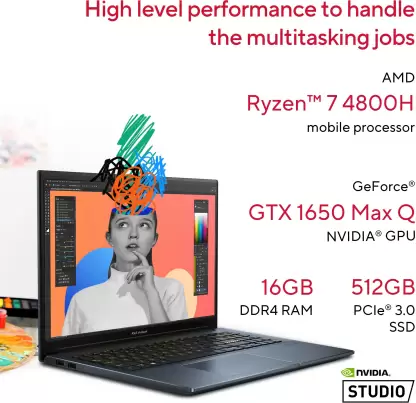 High level performance to handle
the multitasking jobs
AMD
Ryzen™ 7 4800H
mobile processor
GeForce®
GTX 1650 Max Q
NVIDIA® GPU
16GB
DDR4 RAM
512GB
PCIe® 3.0
SSD
NVIDIA.
STUDIO